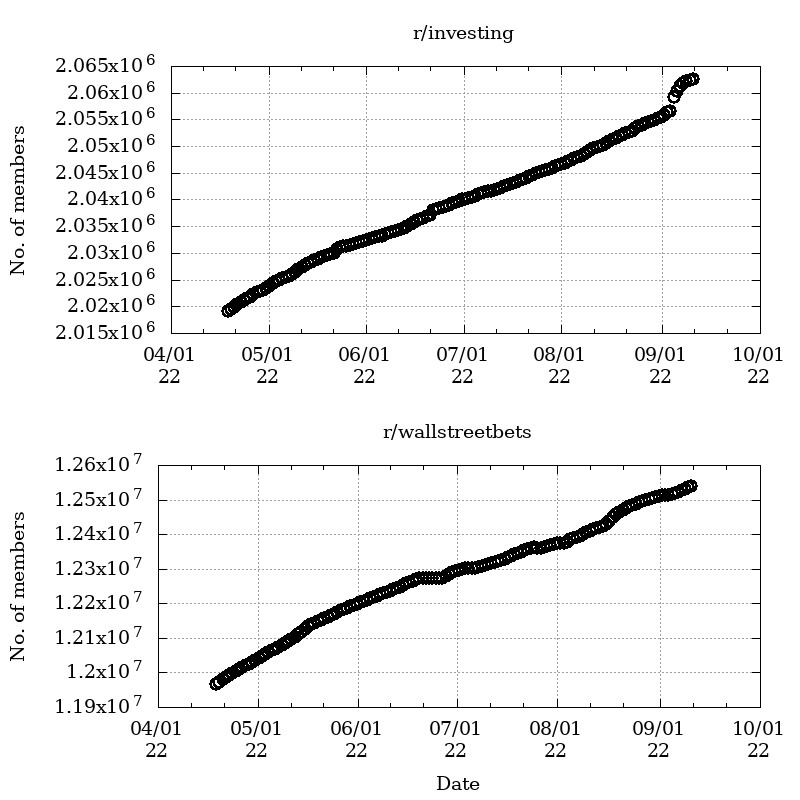 r/investing
No. of members
2.065x10^6
2.06x10^6
2.055x10^6
2.05x10^6
2.045x10^6
2.04x10^6
2.035x10^6
2.03x10^6
2.025x10^6
2.02x10^6
2.015x10^6
04/01 05/01 06/01 07/01 08/01 09/01 10/01
22 22 22 22 22 22 22
r/wallstreetbets
No. of members
1.26x10^7
1.25x10^7
1.24x10^7
1.23x10^7
1.22x10^7
1.21x10^7
1.2x10^7
1.19x10^7
04/01 05/01 06/01 07/01 08/01 09/01 10/01
22 22 22 22 22 22 22
Date